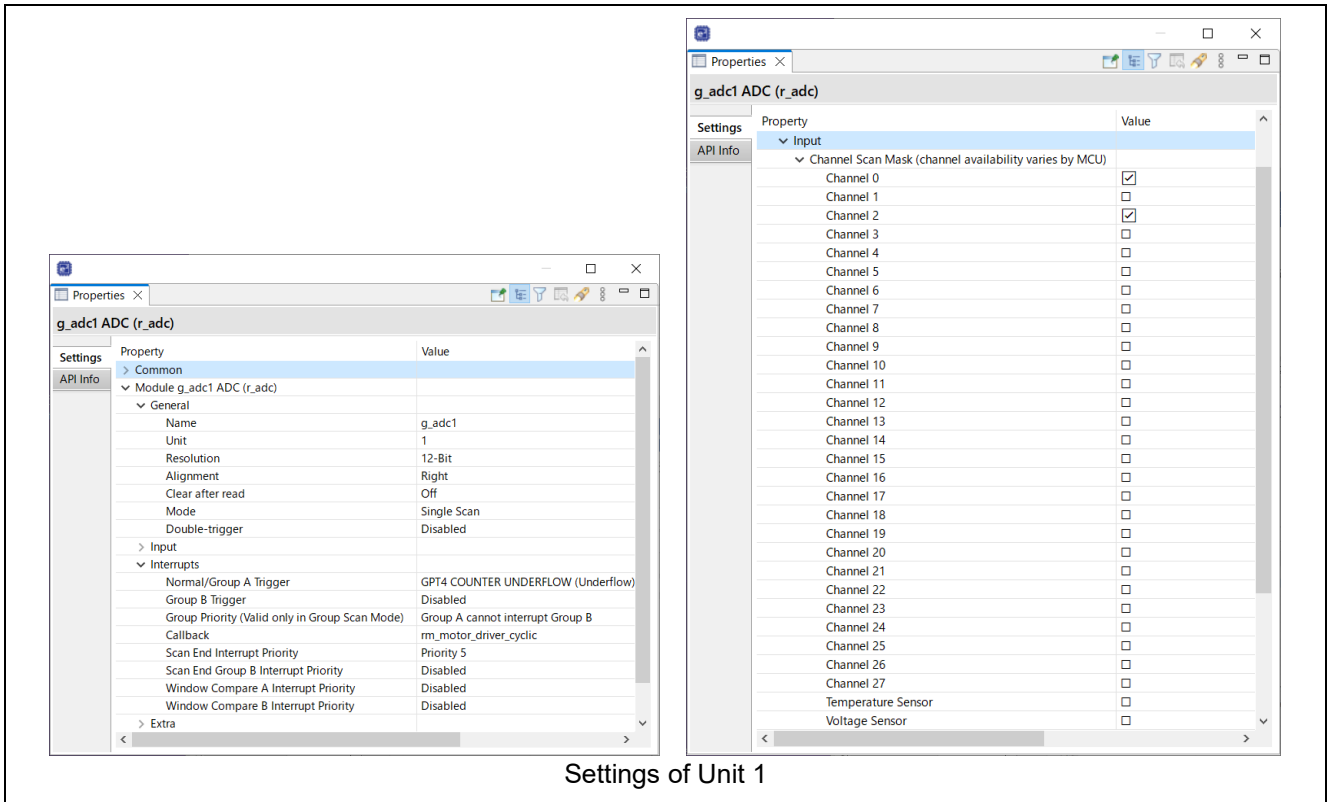 Properties
g_adc1 ADC (r_adc)
Settings
API Info
Property Value
Common
Module g_adc1 ADC (r_adc)
General
Name g_adc1
Unit 1
Resolution 12-Bit
Alignment Right
Clear after read Off
Mode Single Scan
Double-trigger Disabled
Input
Interrupts
Normal/Group A Trigger GPT4 COUNTER UNDERFLOW (Underflow)
Group B Trigger Disabled
Group Priority (Valid only in Group Scan Mode) Group A cannot interrupt Group B
Callback rm_motor_driver_cyclic
Scan End Interrupt Priority Priority 5
Scan End Group B Interrupt Priority Disabled
Window Compare A Interrupt Priority Disabled
Window Compare B Interrupt Priority Disabled
Extra
Properties
g_adc1 ADC (r_adc)
Settings
API Info
Property Value
Input
Channel Scan Mask (channel availability varies by MCU)
Channel 0
Channel 1
Channel 2
Channel 3
Channel 4
Channel 5
Channel 6
Channel 7
Channel 8
Channel 9
Channel 10
Channel 11
Channel 12
Channel 13
Channel 14
Channel 15
Channel 16
Channel 17
Channel 18
Channel 19
Channel 20
Channel 21
Channel 22
Channel 23
Channel 24
Channel 25
Channel 26
Channel 27
Temperature Sensor
Voltage Sensor
Settings of Unit 1